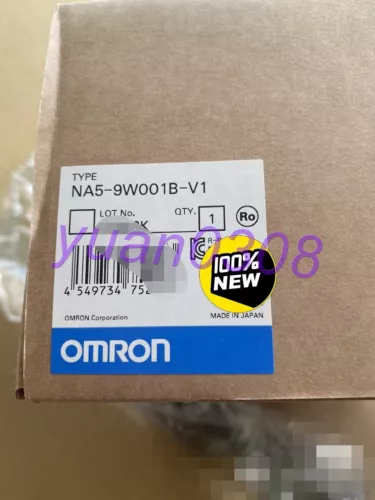 TYPE
NA5-9W001B-V1
LOT No.
QTY.
1
Ro
yuan0308
100%
NEW
4 549734 752
OMRON Corporation
MADE IN JAPAN
OMRON